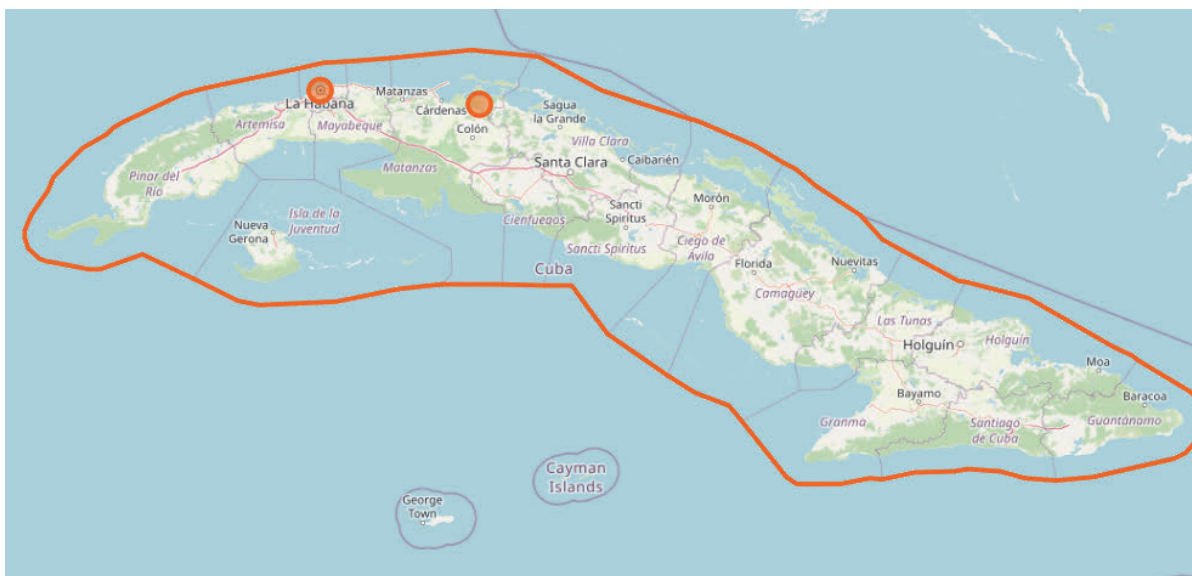 La Habana
Matanzas
Cárdenas
Colón
Sagua
la Grande
Artemisa
Mayabeque
Matanzas
Villa Clara
Caibarién
Santa Clara
Pinar del
Río
Isla de la
Juventud
Nueva
Gerona
Cienfuegos
Sancti
Spíritus
Sancti Spíritus
Morón
Ciego de
Ávila
Cuba
Florida
Camagüey
Nuevitas
Las Tunas
Holguín
Holguín
Moa
Bayamo
Baracoa
Granma
Santiago
de Cuba
Guantánamo
Cayman
Islands
George
Town